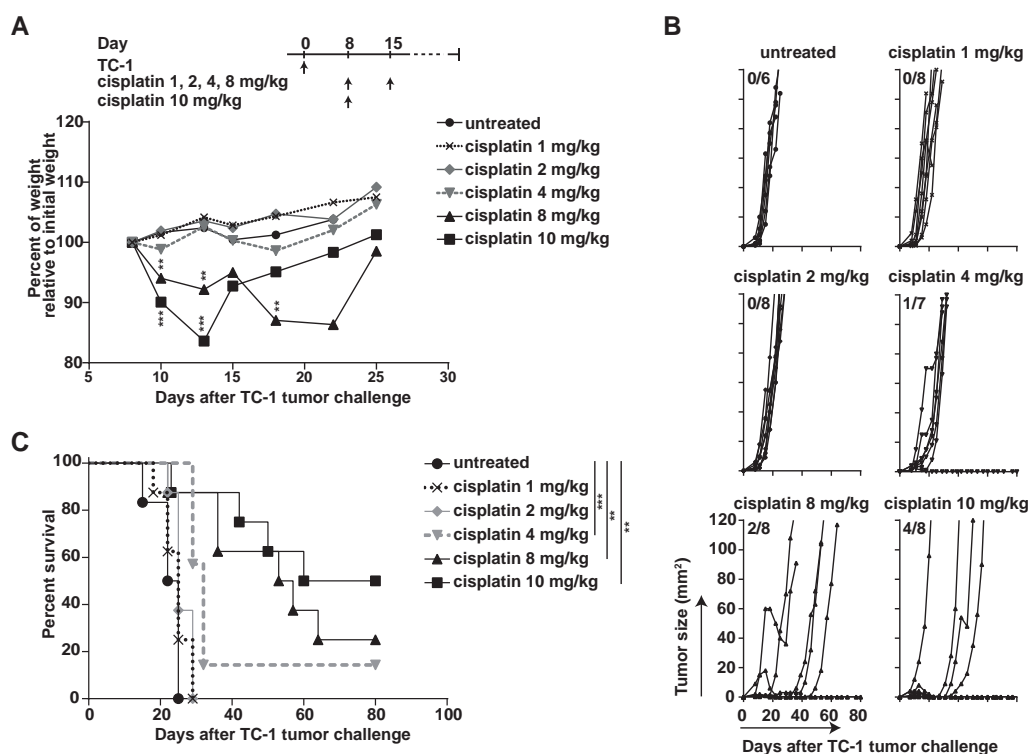 A
Day 0 8 15
TC-1
cisplatin 1, 2, 4, 8 mg/kg
cisplatin 10 mg/kg
Percent of weight
relative to initial weight
120
110
100
90
80
** ** ** *** ***
5 10 15 20 25 30
Days after TC-1 tumor challenge
untreated
cisplatin 1 mg/kg
cisplatin 2 mg/kg
cisplatin 4 mg/kg
cisplatin 8 mg/kg
cisplatin 10 mg/kg
B
untreated
0/6
cisplatin 1 mg/kg
0/8
cisplatin 2 mg/kg
0/8
cisplatin 4 mg/kg
1/7
cisplatin 8 mg/kg
2/8
cisplatin 10 mg/kg
4/8
Tumor size (mm²)
120
100
80
60
40
20
0
0 20 40 60 80
Days after TC-1 tumor challenge
C
Percent survival
100
80
60
40
20
0
0 20 40 60 80 100
Days after TC-1 tumor challenge
untreated
cisplatin 1 mg/kg
cisplatin 2 mg/kg
cisplatin 4 mg/kg
cisplatin 8 mg/kg
cisplatin 10 mg/kg
*** ** **